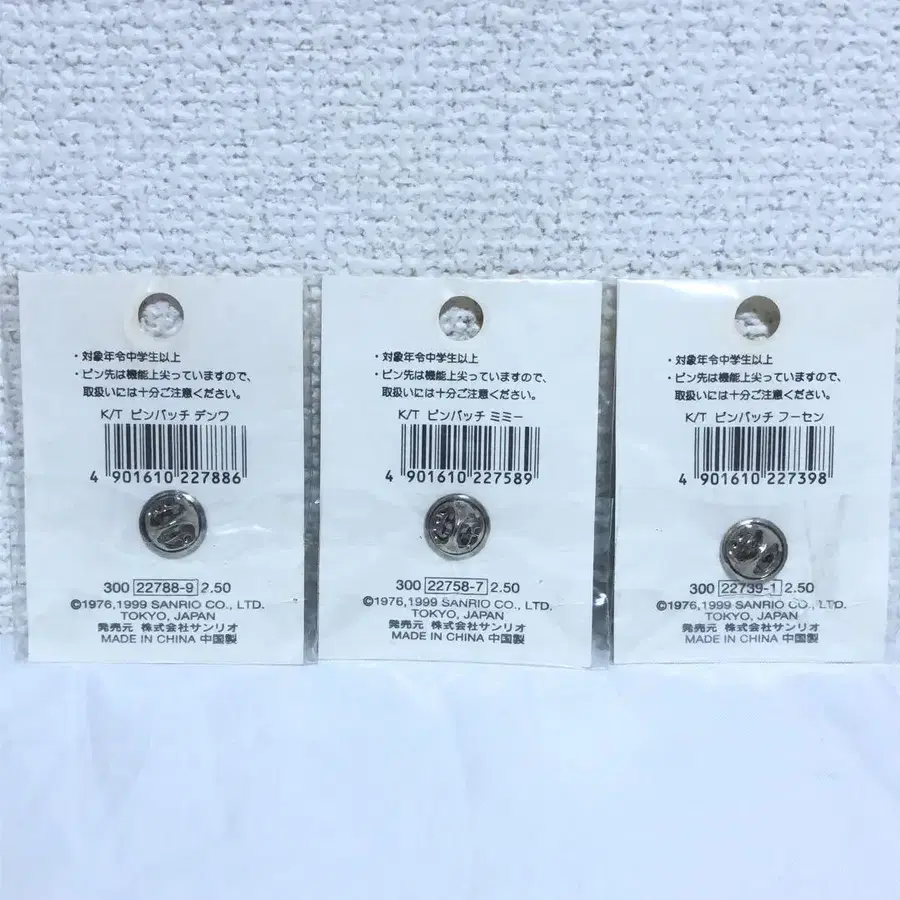 ・対象年令中学生以上
・ピン先は機能上尖っていますので、
取扱いには十分ご注意ください。
K/T ピンバッチ デンワ
4 901610 227886
300 22788-9 2.50
©1976,1999 SANRIO CO., LTD.
TOKYO, JAPAN
発売元 株式会社サンリオ
MADE IN CHINA 中国製
・対象年令中学生以上
・ピン先は機能上尖っていますので、
取扱いには十分ご注意ください。
K/T ピンバッチ ミミー
4 901610 227589
300 22758-7 2.50
©1976,1999 SANRIO CO., LTD.
TOKYO, JAPAN
発売元 株式会社サンリオ
MADE IN CHINA 中国製
・対象年令中学生以上
・ピン先は機能上尖っていますので、
取扱いには十分ご注意ください。
K/T ピンバッチ フーセン
4 901610 227398
300 22739-1 2.50
©1976,1999 SANRIO CO., LTD.
TOKYO, JAPAN
発売元 株式会社サンリオ
MADE IN CHINA 中国製